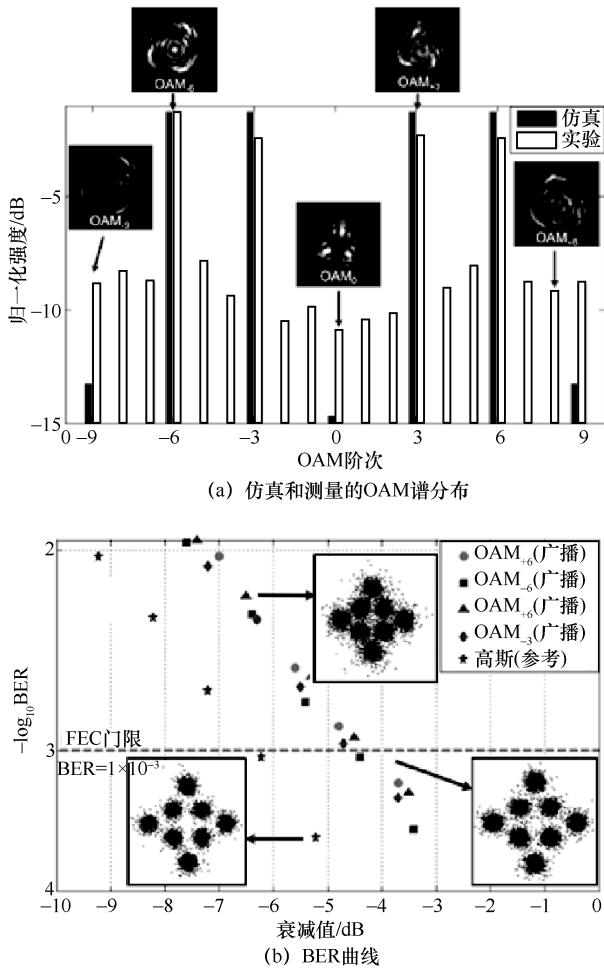 OAM-6
OAM+3
仿真
实验
OAM-9
OAM0
OAM+8
归一化强度/dB
−5
−10
−15
0 −9 −6 −3 0 3 6 9
OAM阶次
(a) 仿真和测量的OAM谱分布
OAM+6(广播)
OAM−6(广播)
OAM+6(广播)
OAM−3(广播)
高斯(参考)
−log10BER
2
3
4
FEC门限
BER=1×10−3
−10 −9 −8 −7 −6 −5 −4 −3 −2 −1 0
衰减值/dB
(b) BER曲线